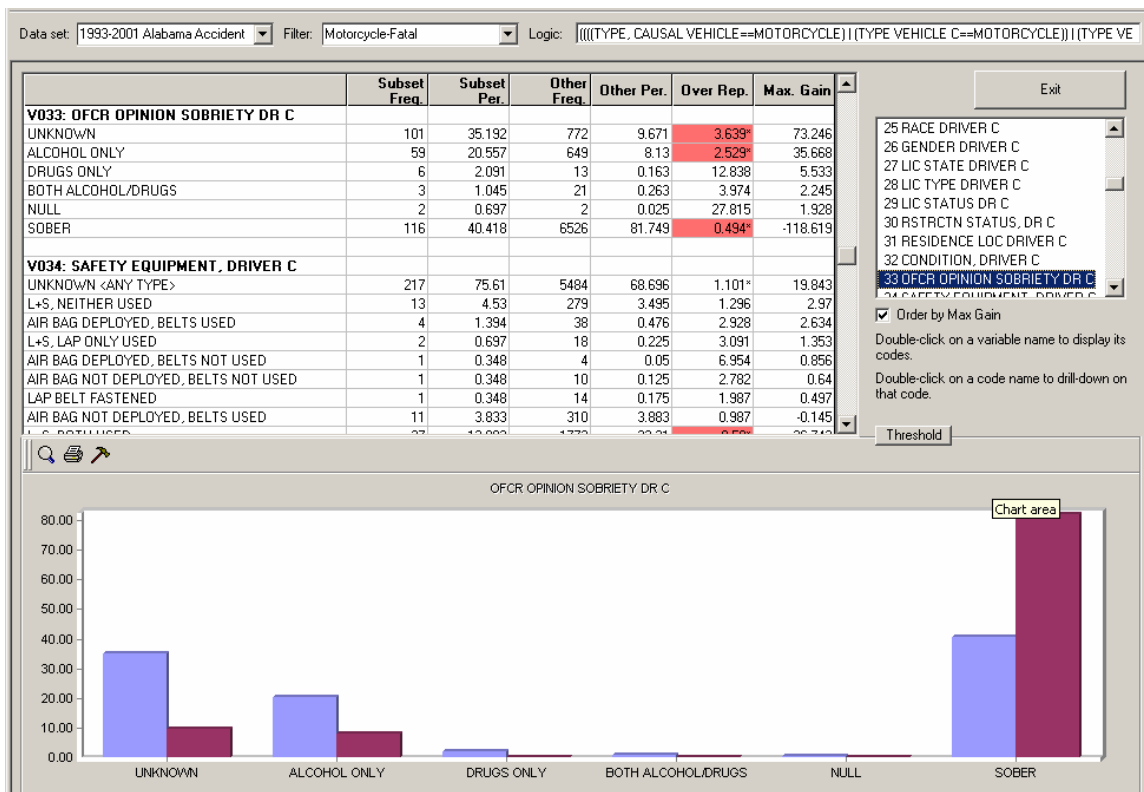 Data set: 1993-2001 Alabama Accident Filter: Motorcycle-Fatal Logic: ((((TYPE, CAUSAL VEHICLE==MOTORCYCLE) | (TYPE VEHICLE C==MOTORCYCLE)) | (TYPE VE
Subset Freq. Subset Per. Other Freq. Other Per. Over Rep. Max. Gain
V033: OFCR OPINION SOBRIETY DR C
UNKNOWN 101 35.192 772 9.671 3.639* 73.246
ALCOHOL ONLY 59 20.557 649 8.13 2.529* 35.668
DRUGS ONLY 6 2.091 13 0.163 12.838 5.533
BOTH ALCOHOL/DRUGS 3 1.045 21 0.263 3.974 2.245
NULL 2 0.697 2 0.025 27.815 1.928
SOBER 116 40.418 6526 81.749 0.494* -118.619
V034: SAFETY EQUIPMENT, DRIVER C
UNKNOWN <ANY TYPE> 217 75.61 5484 68.696 1.101* 19.843
L+S, NEITHER USED 13 4.53 279 3.495 1.296 2.97
AIR BAG DEPLOYED, BELTS USED 4 1.394 38 0.476 2.928 2.634
L+S, LAP ONLY USED 2 0.697 18 0.225 3.091 1.353
AIR BAG DEPLOYED, BELTS NOT USED 1 0.348 4 0.05 6.954 0.856
AIR BAG NOT DEPLOYED, BELTS NOT USED 1 0.348 10 0.125 2.782 0.64
LAP BELT FASTENED 1 0.348 14 0.175 1.987 0.497
AIR BAG NOT DEPLOYED, BELTS USED 11 3.833 310 3.883 0.987 -0.145
Exit
25 RACE DRIVER C
26 GENDER DRIVER C
27 LIC STATE DRIVER C
28 LIC TYPE DRIVER C
29 LIC STATUS DR C
30 RSTRCTN STATUS, DR C
31 RESIDENCE LOC DRIVER C
32 CONDITION, DRIVER C
33 OFCR OPINION SOBRIETY DR C
34 SAFETY EQUIPMENT, DRIVER C
Order by Max Gain
Double-click on a variable name to display its
codes.
Double-click on a code name to drill-down on
that code.
Threshold
OFCR OPINION SOBRIETY DR C
Chart area
80.00
70.00
60.00
50.00
40.00
30.00
20.00
10.00
0.00
UNKNOWN ALCOHOL ONLY DRUGS ONLY BOTH ALCOHOL/DRUGS NULL SOBER